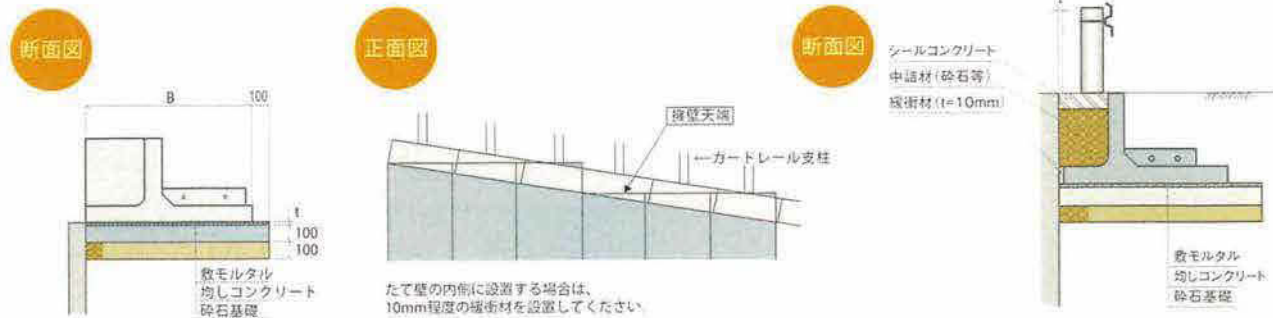 断面図
B
100
t
100
100
敷モルタル
均しコンクリート
砕石基礎
正面図
擁壁天端
←ガードレール支柱
たて壁の内側に設置する場合は、
10mm程度の緩衝材を設置してください
断面図
シールコンクリート
中詰材(砕石等)
緩衝材(t=10mm)
敷モルタル
均しコンクリート
砕石基礎